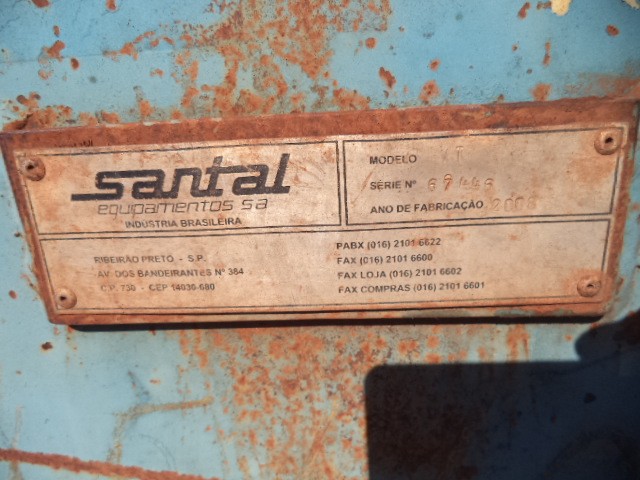 santal
equipamentos sa
INDÚSTRIA BRASILEIRA
MODELO
SÉRIE Nº
ANO DE FABRICAÇÃO
RIBEIRÃO PRETO - S.P.
AV. DOS BANDEIRANTES Nº 384
C.P. 730 - CEP 14030-680
PABX (016) 2101 6622
FAX (016) 2101 6600
FAX LOJA (016) 2101 6602
FAX COMPRAS (016) 2101 6601